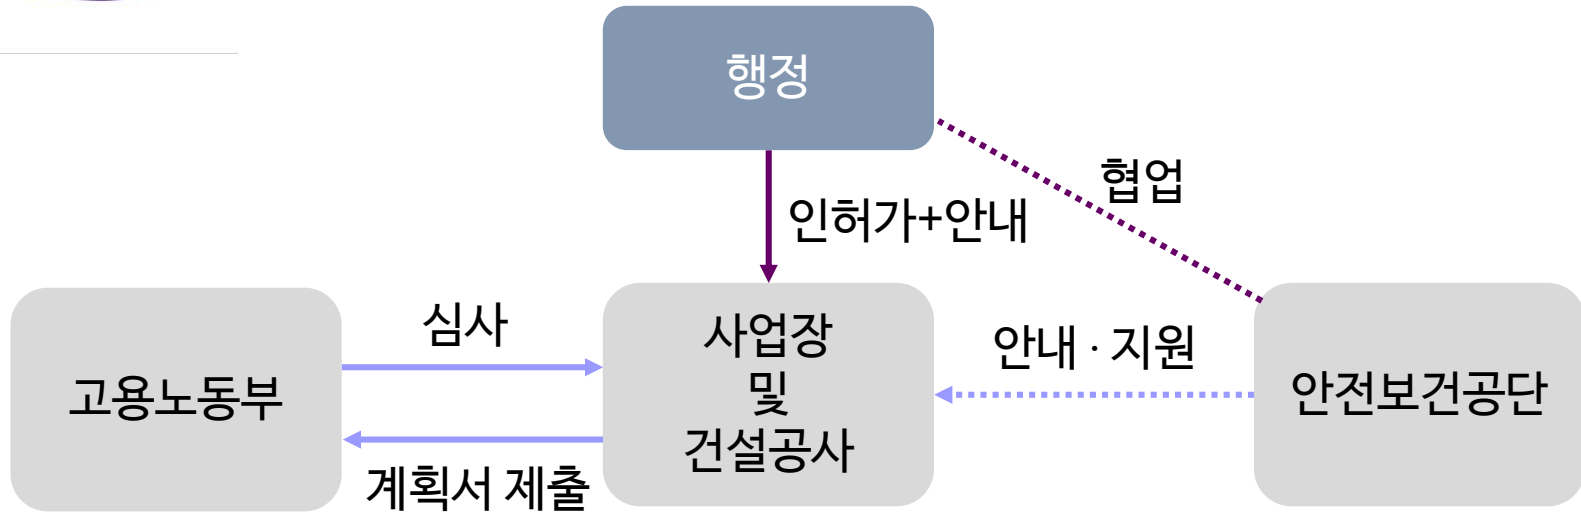 행정
협업
인허가+안내
심사
사업장
및
건설공사
안내 · 지원
고용노동부
안전보건공단
계획서 제출